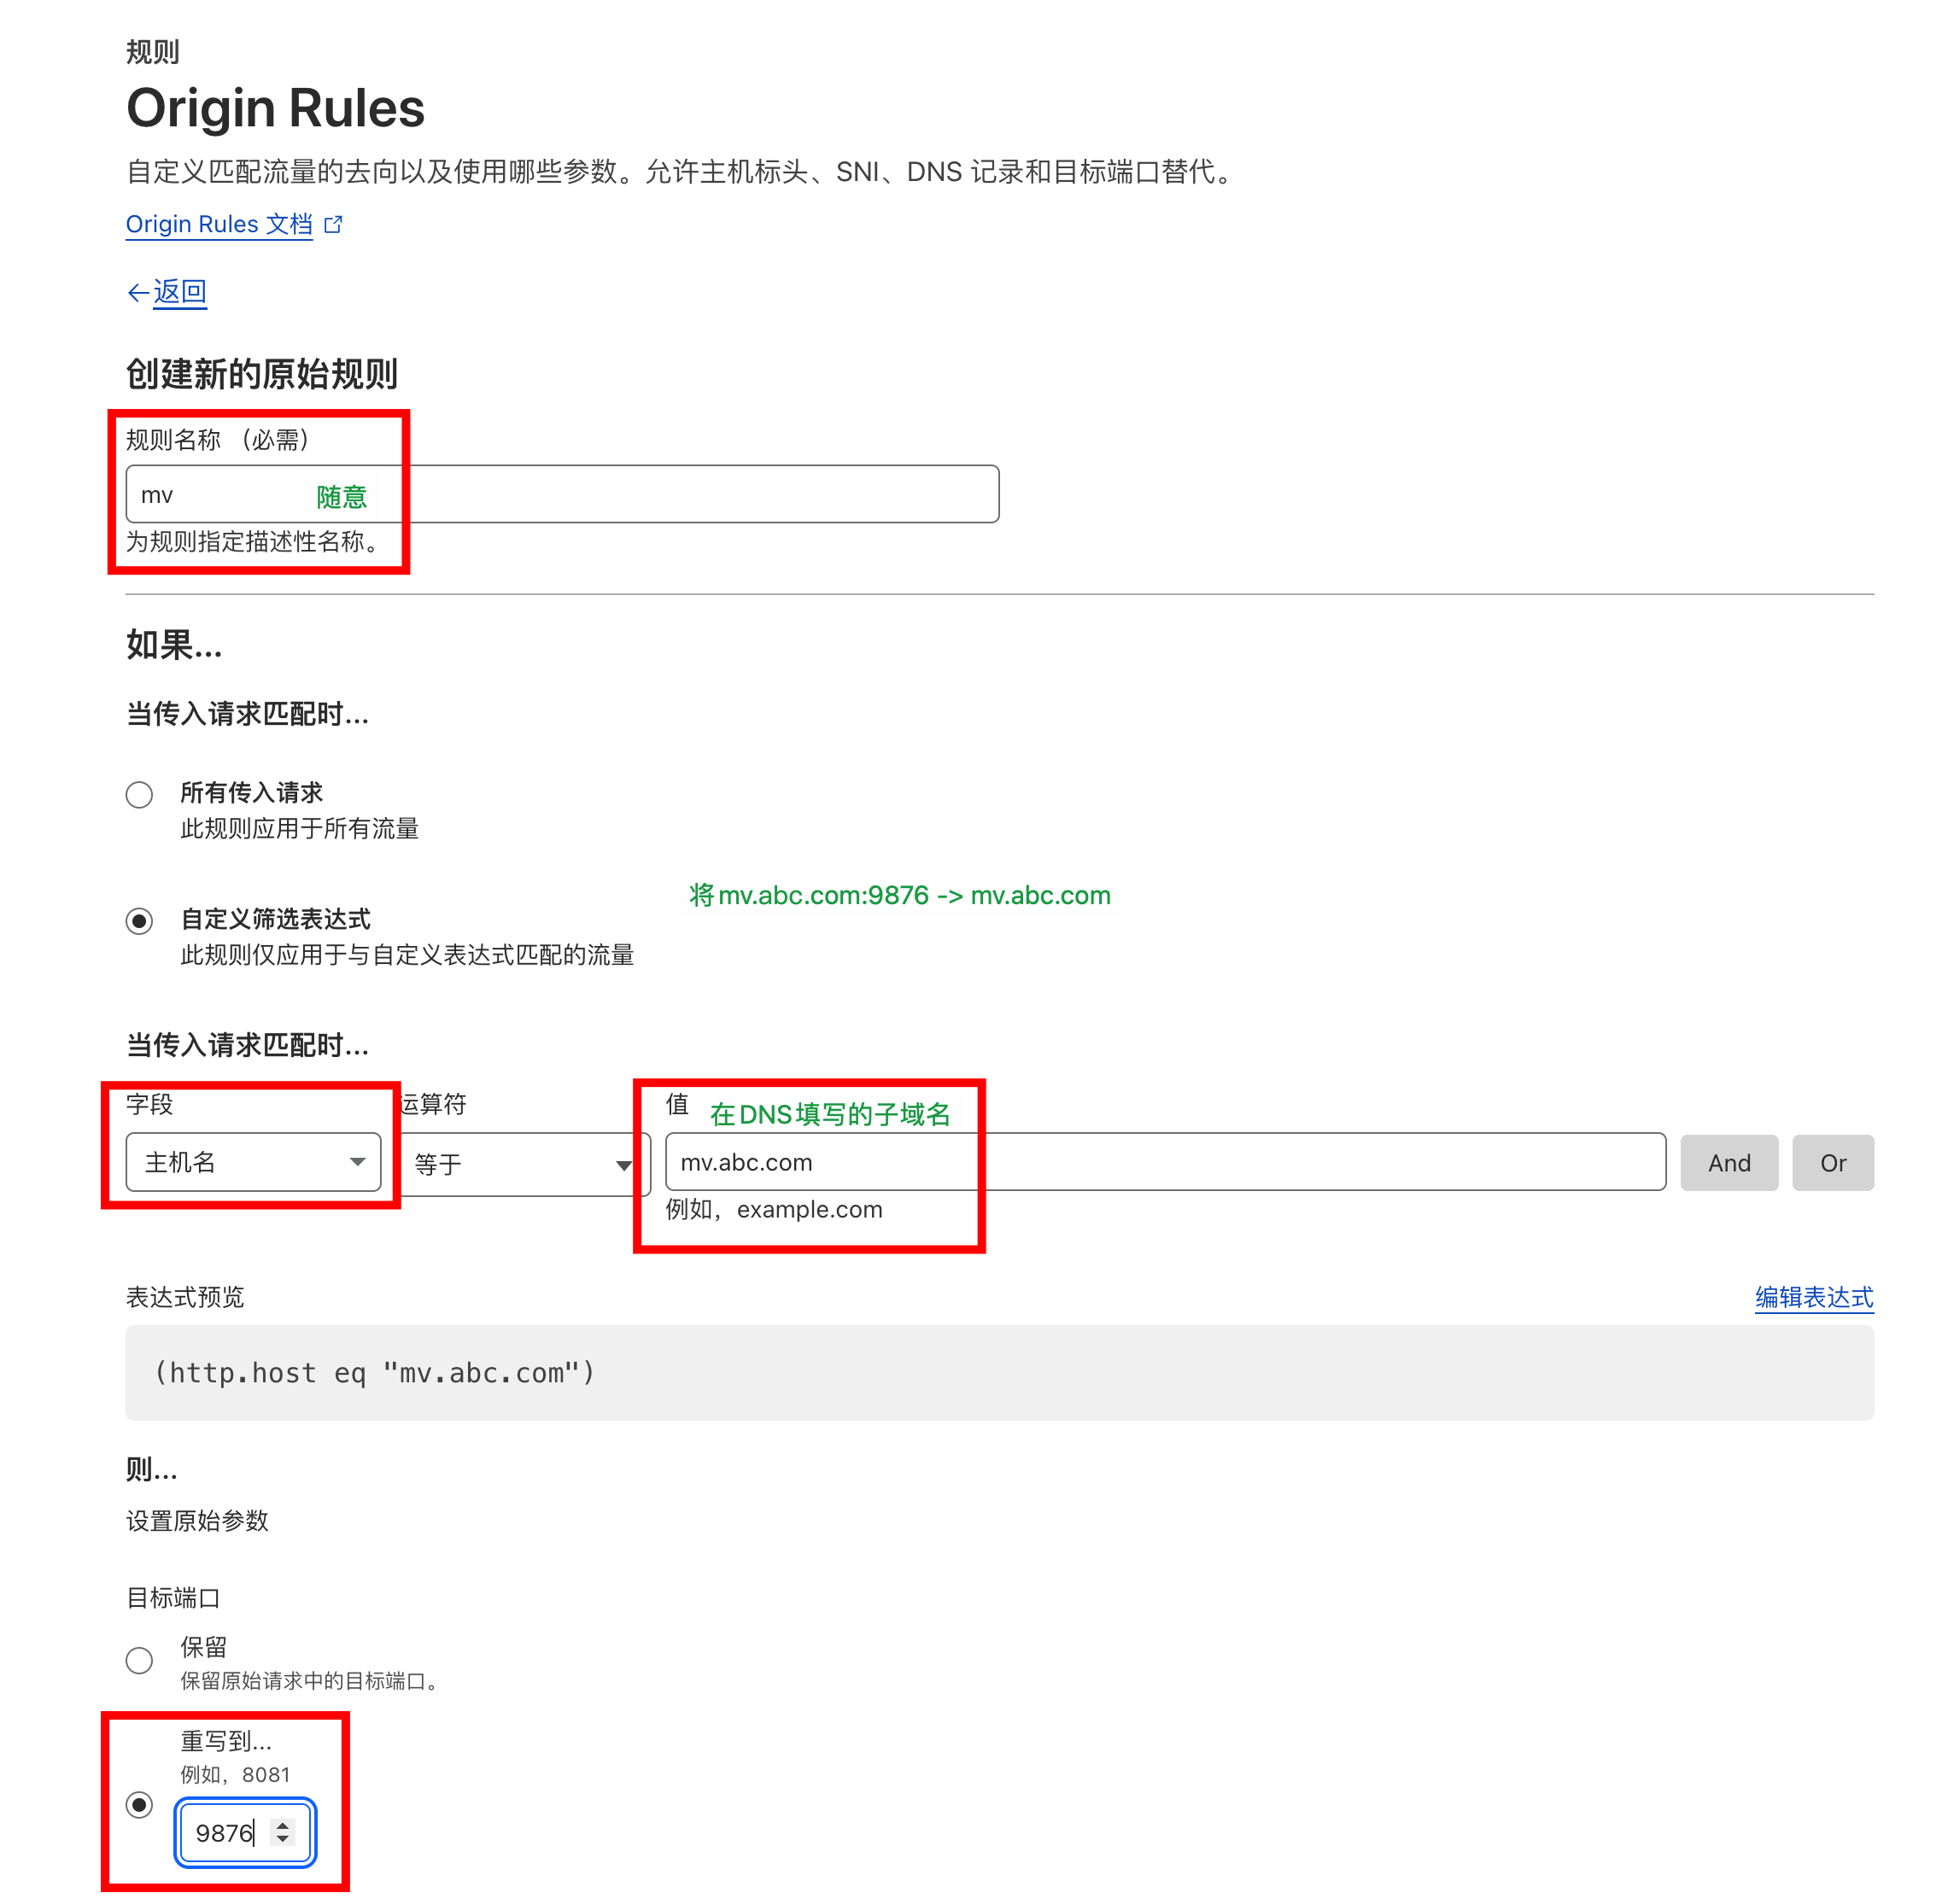 规则
Origin Rules
自定义匹配流量的去向以及使用哪些参数。允许主机标头、SNI、DNS 记录和目标端口替代。
Origin Rules 文档
返回
创建新的原始规则
规则名称 （必需）
mv 随意
为规则指定描述性名称。
如果...
当传入请求匹配时...
所有传入请求
此规则应用于所有流量
将mv.abc.com:9876 -> mv.abc.com
自定义筛选表达式
此规则仅应用于与自定义表达式匹配的流量
当传入请求匹配时...
字段 运算符 值 在DNS填写的子域名
主机名 等于 mv.abc.com And Or
例如，example.com
表达式预览 编辑表达式
(http.host eq "mv.abc.com")
则...
设置原始参数
目标端口
保留
保留原始请求中的目标端口。
重写到...
例如，8081
9876